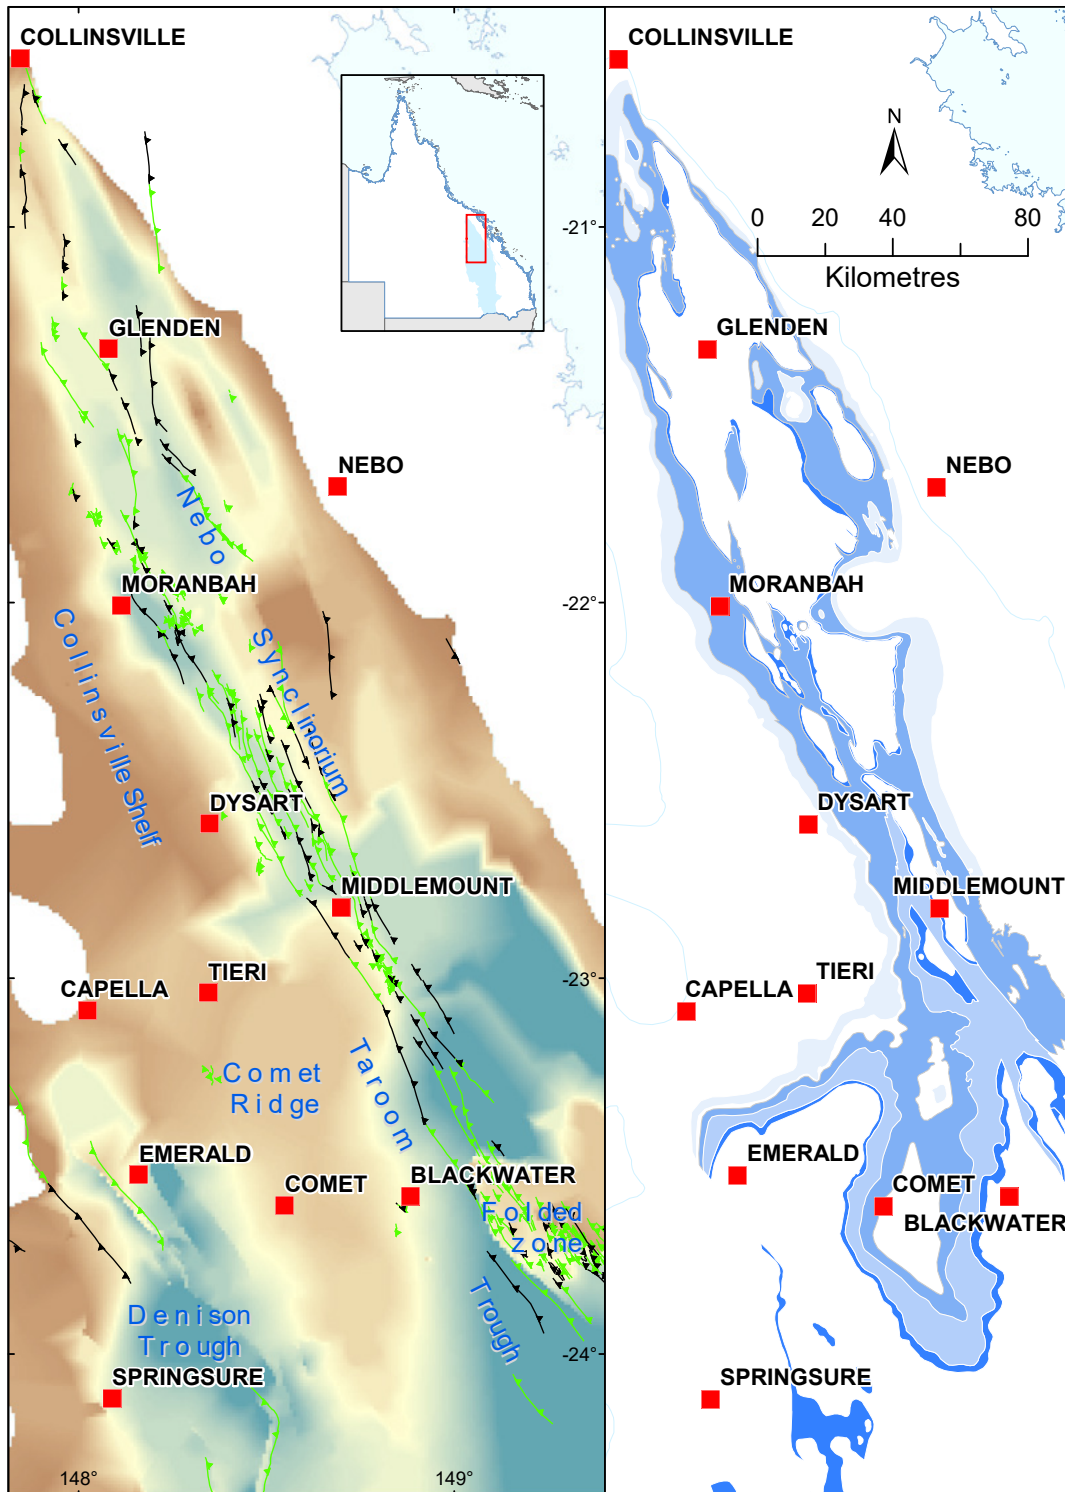 COLLINSVILLE
GLENDEN
NEBO
Nebo
MORANBAH
Collinsville Shelf
Synclinorium
DYSART
MIDDLEMOUNT
TIERI
CAPELLA
Comet
Ridge
Taroom
EMERALD
COMET
BLACKWATER
Folded
zone
Denison
Trough
Trough
SPRINGSURE
148°
149°
-21°
-22°
-23°
-24°
COLLINSVILLE
N
0 20 40 80
Kilometres
GLENDEN
NEBO
MORANBAH
DYSART
MIDDLEMOUNT
TIERI
CAPELLA
EMERALD
COMET
BLACKWATER
SPRINGSURE